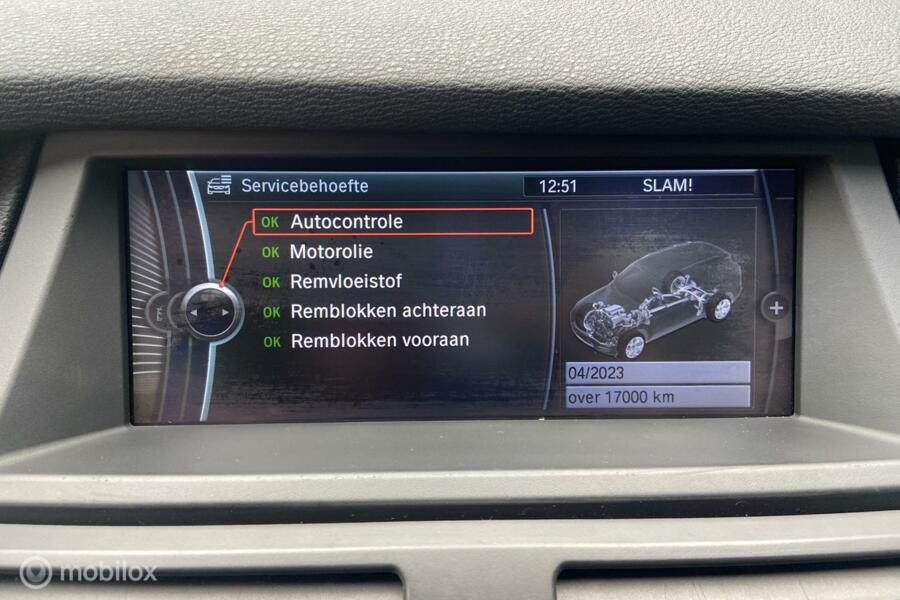 Servicebehoefte
12:51
SLAM!
OK Autocontrole
OK Motorolie
OK Remvloeistof
OK Remblokken achteraan
OK Remblokken vooraan
04/2023
over 17000 km
mobilox